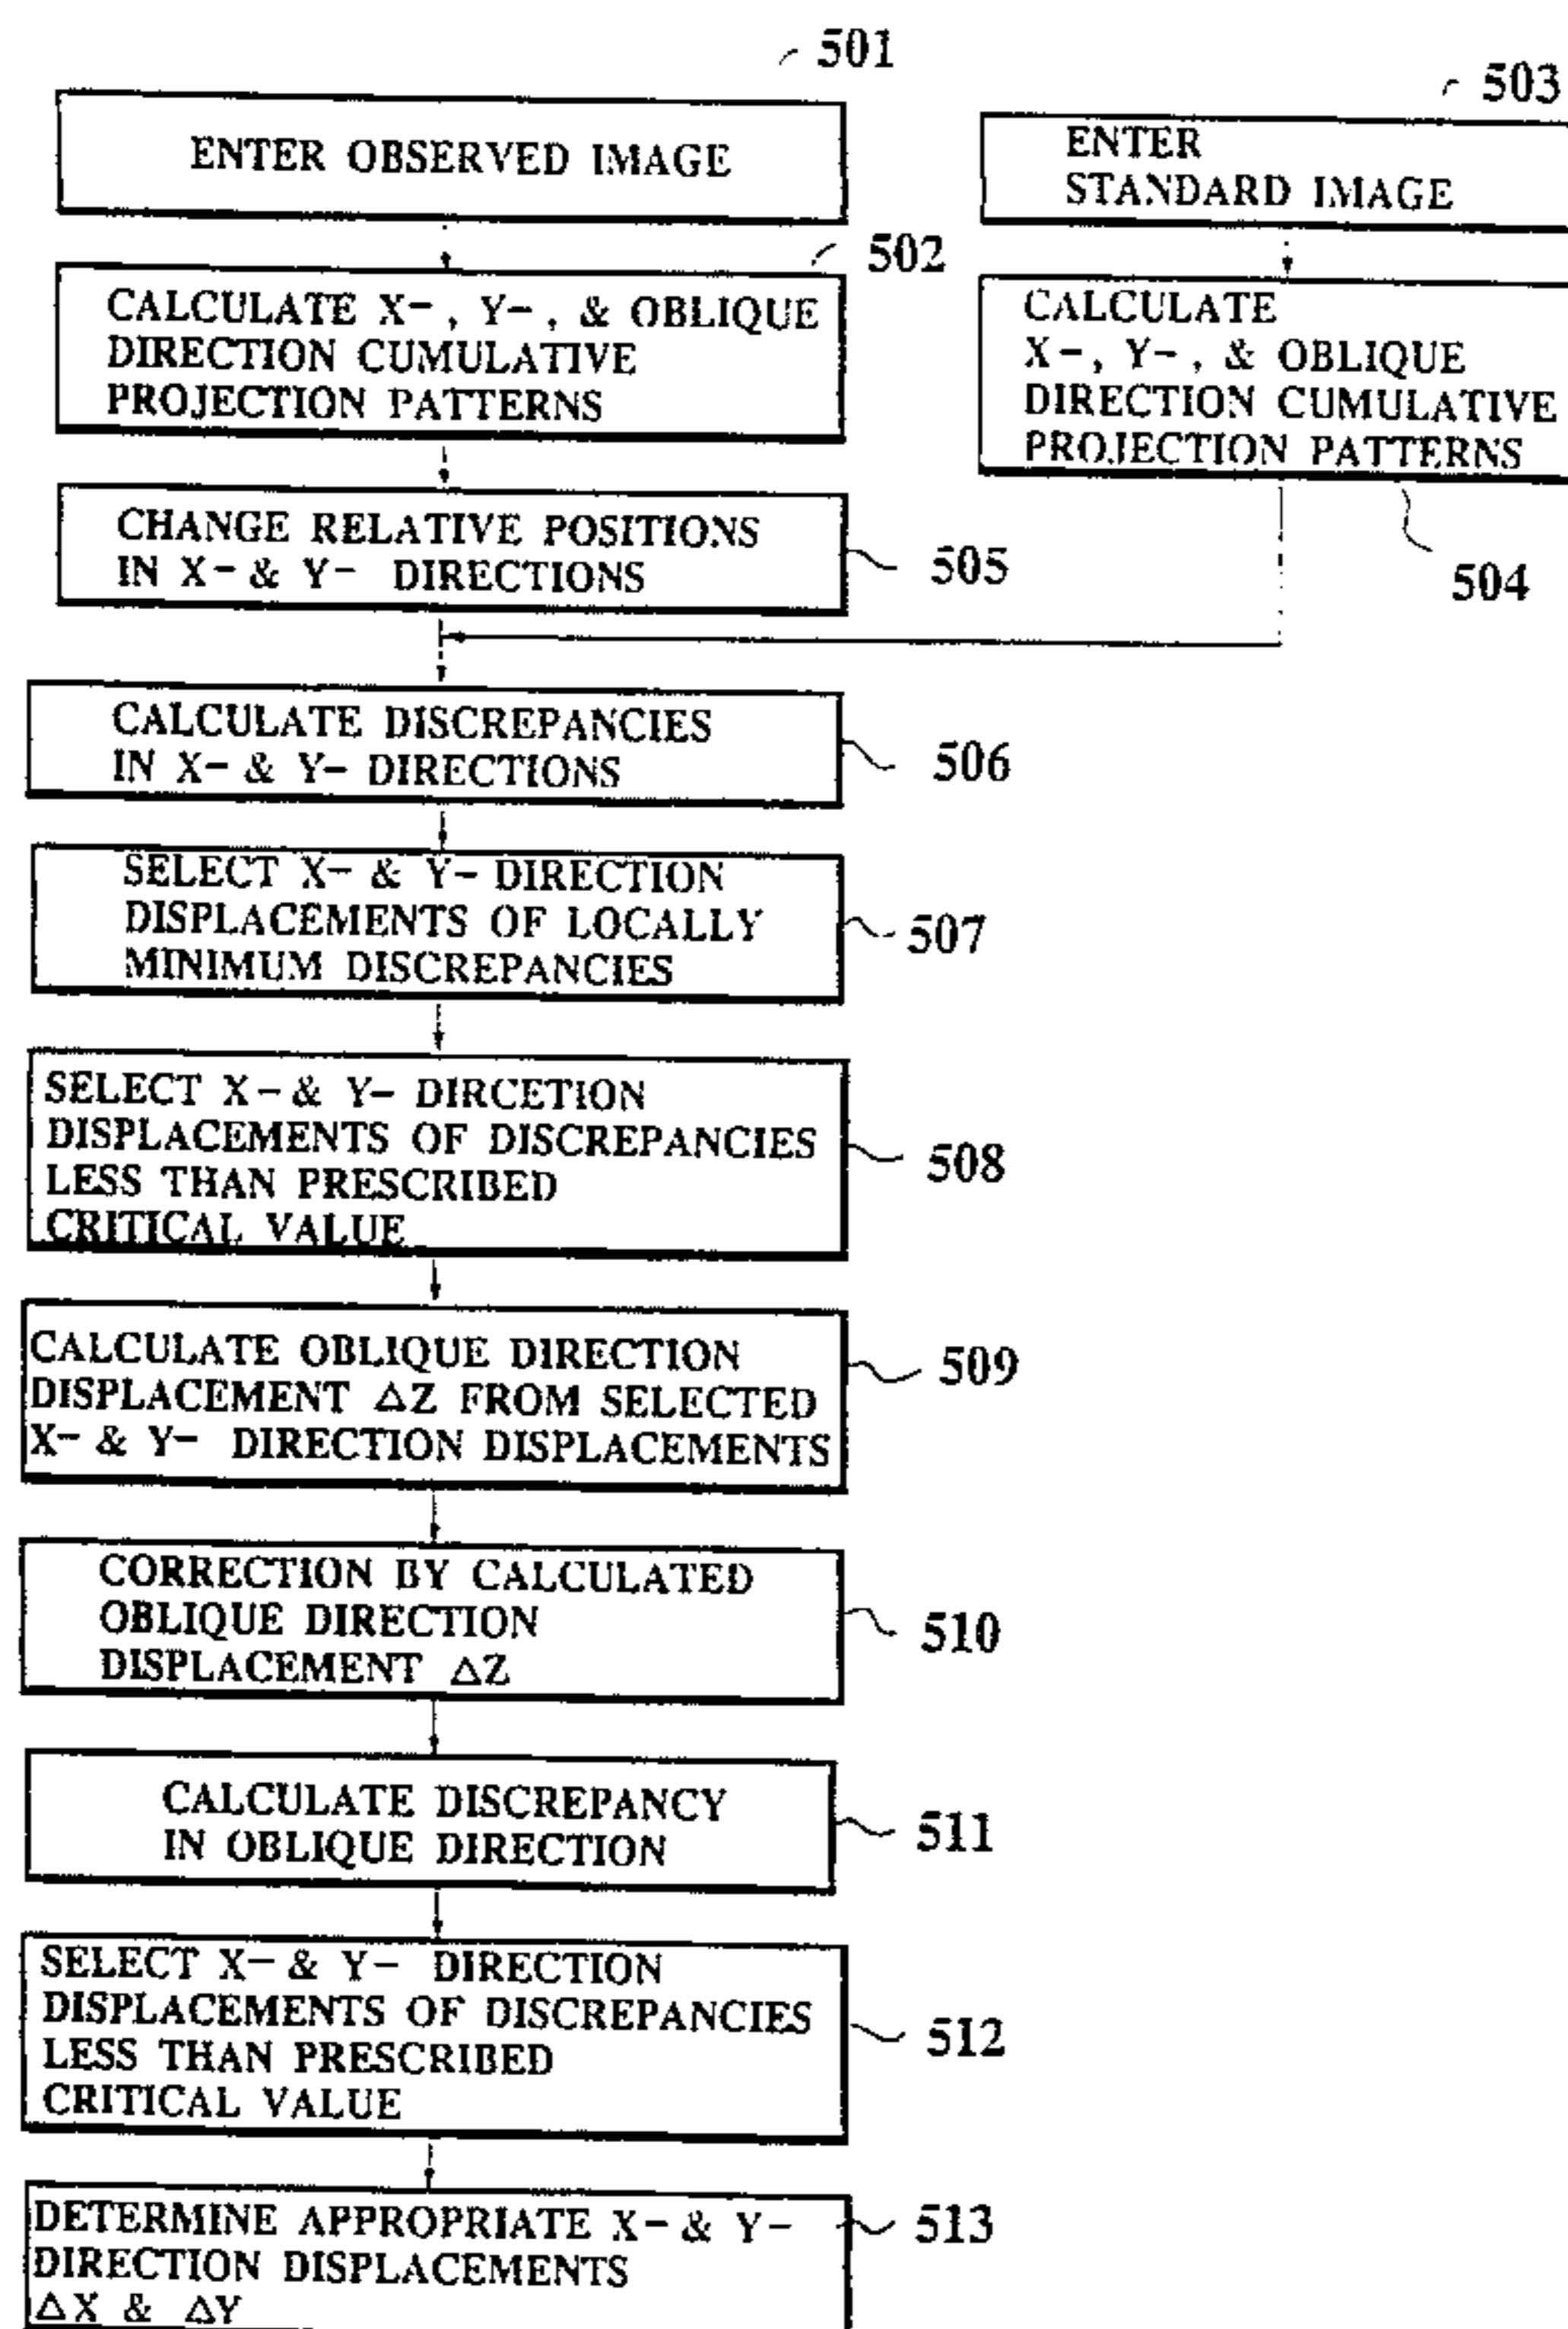 501
ENTER OBSERVED IMAGE
503
ENTER
STANDARD IMAGE
502
CALCULATE X-, Y-, & OBLIQUE
DIRECTION CUMULATIVE
PROJECTION PATTERNS
CALCULATE
X-, Y-, & OBLIQUE
DIRECTION CUMULATIVE
PROJECTION PATTERNS
504
CHANGE RELATIVE POSITIONS
IN X- & Y- DIRECTIONS
505
CALCULATE DISCREPANCIES
IN X- & Y- DIRECTIONS
506
SELECT X- & Y- DIRECTION
DISPLACEMENTS OF LOCALLY
MINIMUM DISCREPANCIES
507
SELECT X- & Y- DIRCETION
DISPLACEMENTS OF DISCREPANCIES
LESS THAN PRESCRIBED
CRITICAL VALUE
508
CALCULATE OBLIQUE DIRECTION
DISPLACEMENT △Z FROM SELECTED
X- & Y- DIRECTION DISPLACEMENTS
509
CORRECTION BY CALCULATED
OBLIQUE DIRECTION
DISPLACEMENT △Z
510
CALCULATE DISCREPANCY
IN OBLIQUE DIRECTION
511
SELECT X- & Y- DIRECTION
DISPLACEMENTS OF DISCREPANCIES
LESS THAN PRESCRIBED
CRITICAL VALUE
512
DETERMINE APPROPRIATE X- & Y-
DIRECTION DISPLACEMENTS
△X & △Y
513